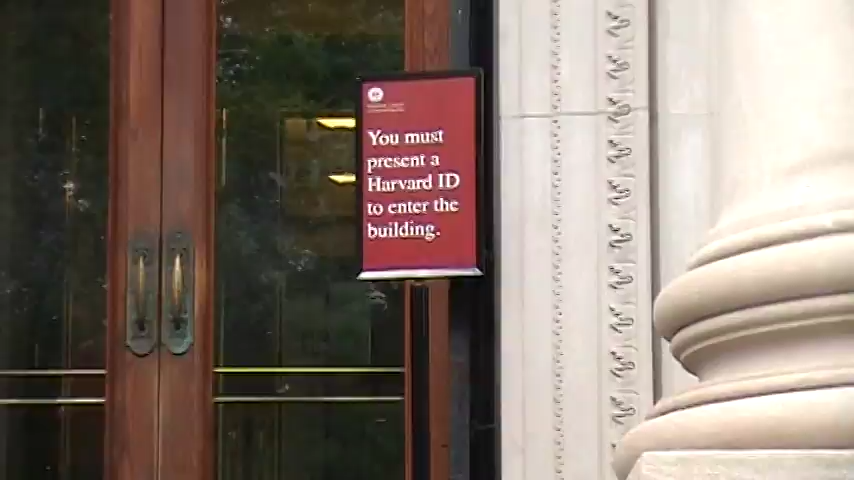 You must
present a
Harvard ID
to enter the
building.